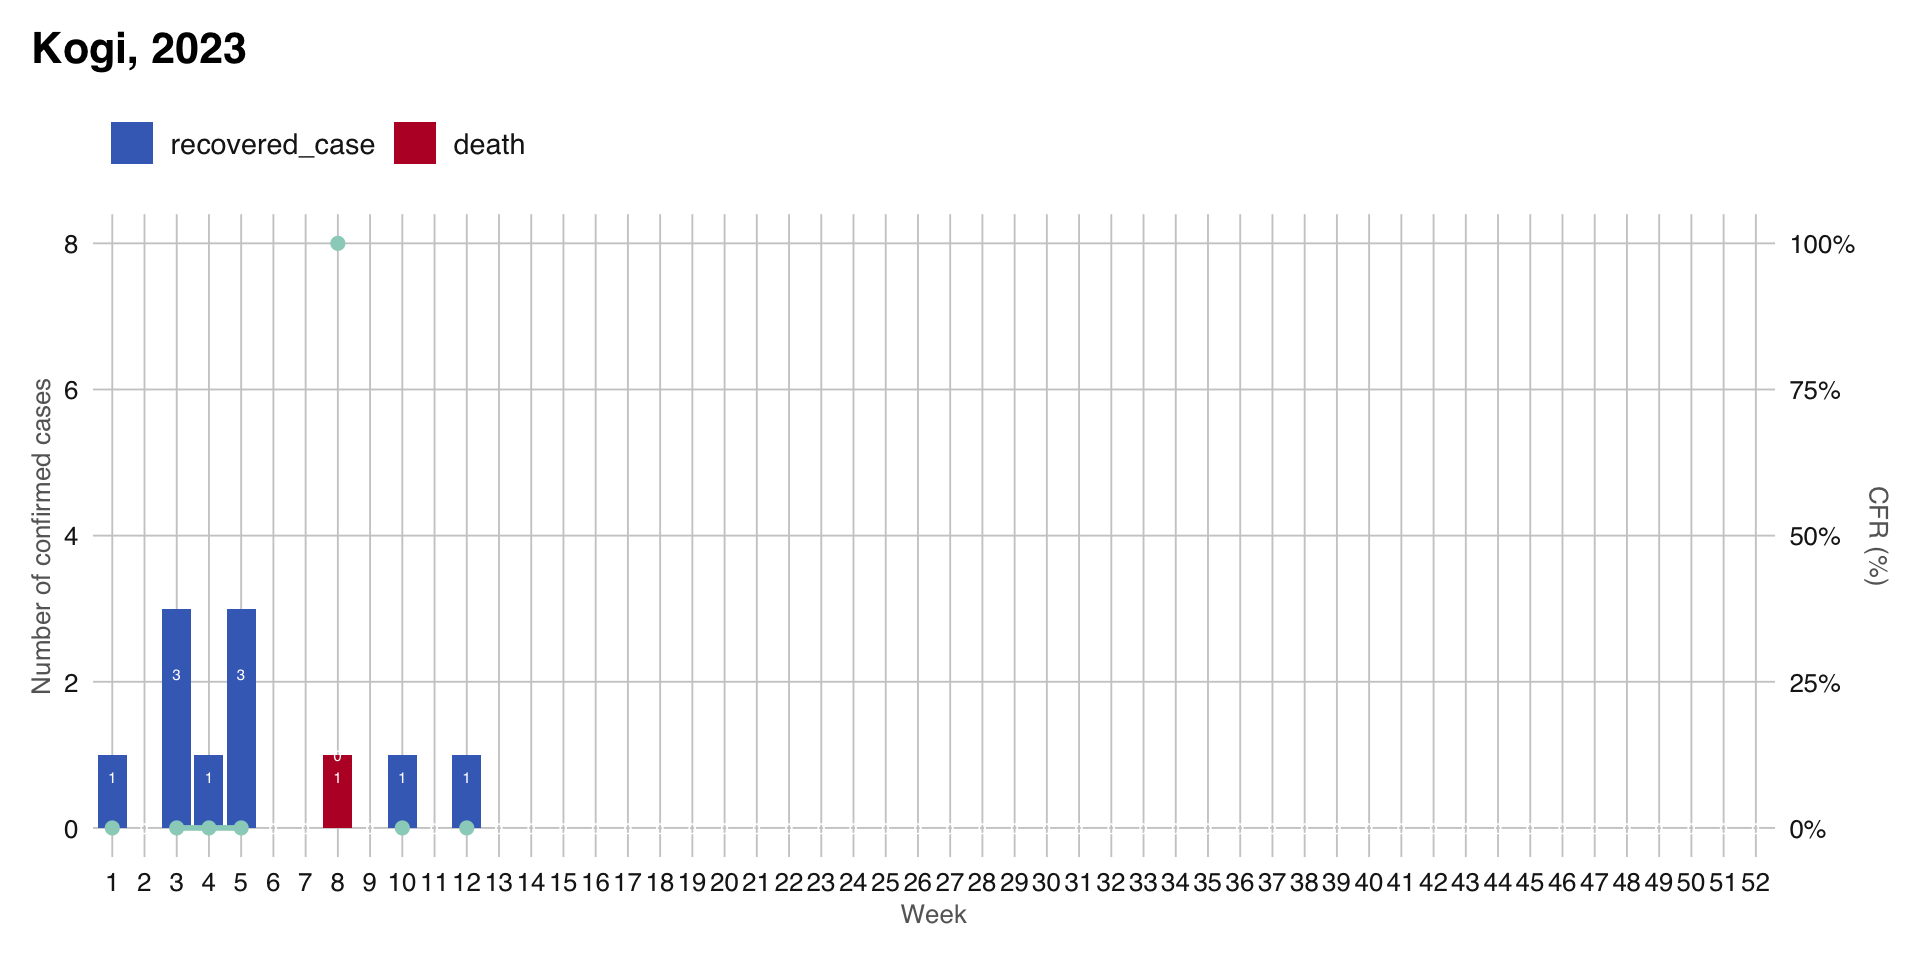 Kogi, 2023
recovered_case death
8 100%
6 75%
4 50%
2 25%
0 0%
Number of confirmed cases
CFR (%)
3 3
1 1 0 1 1 1
1 2 3 4 5 6 7 8 9 10 11 12 13 14 15 16 17 18 19 20 21 22 23 24 25 26 27 28 29 30 31 32 33 34 35 36 37 38 39 40 41 42 43 44 45 46 47 48 49 50 51 52
Week